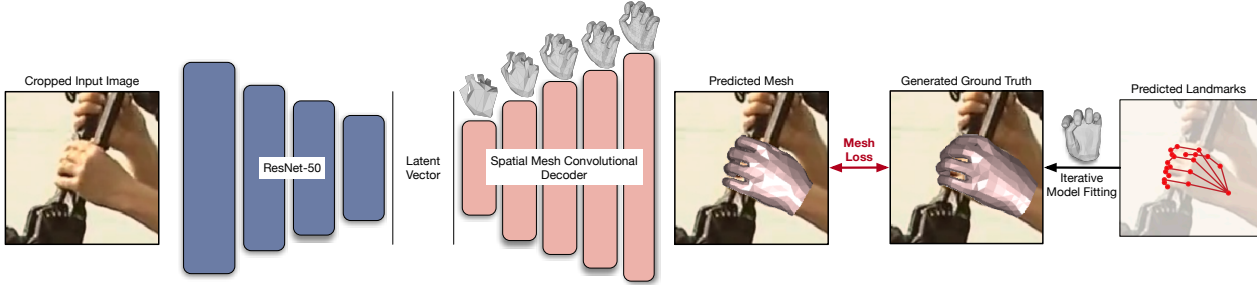 Cropped Input Image
ResNet-50
Latent
Vector
Spatial Mesh Convolutional
Decoder
Predicted Mesh
Mesh
Loss
Generated Ground Truth
Iterative
Model Fitting
Predicted Landmarks